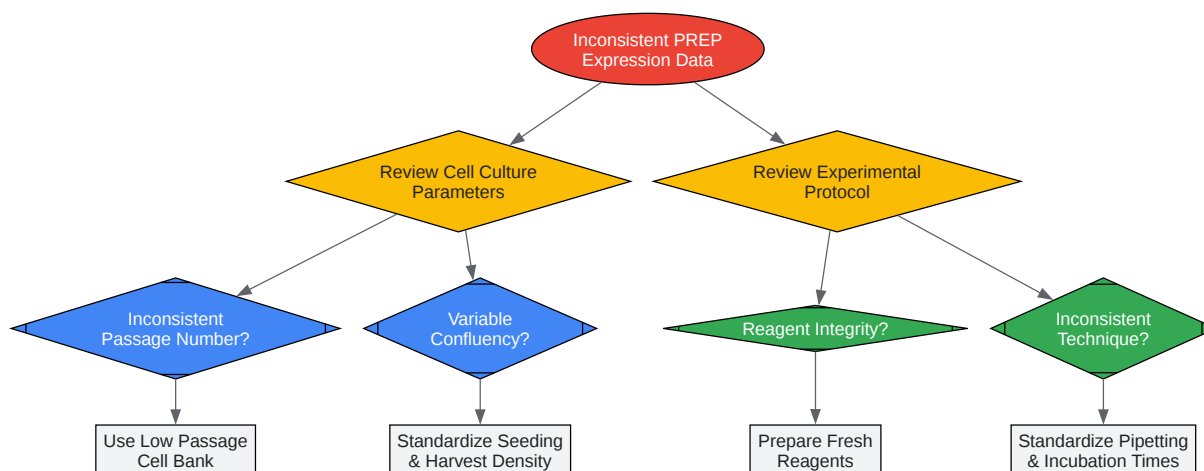 Inconsistent PREP
Expression Data
Review Cell Culture
Parameters
Review Experimental
Protocol
Inconsistent
Passage Number?
Variable
Confluency?
Reagent Integrity?
Inconsistent
Technique?
Use Low Passage
Cell Bank
Standardize Seeding
& Harvest Density
Prepare Fresh
Reagents
Standardize Pipetting
& Incubation Times